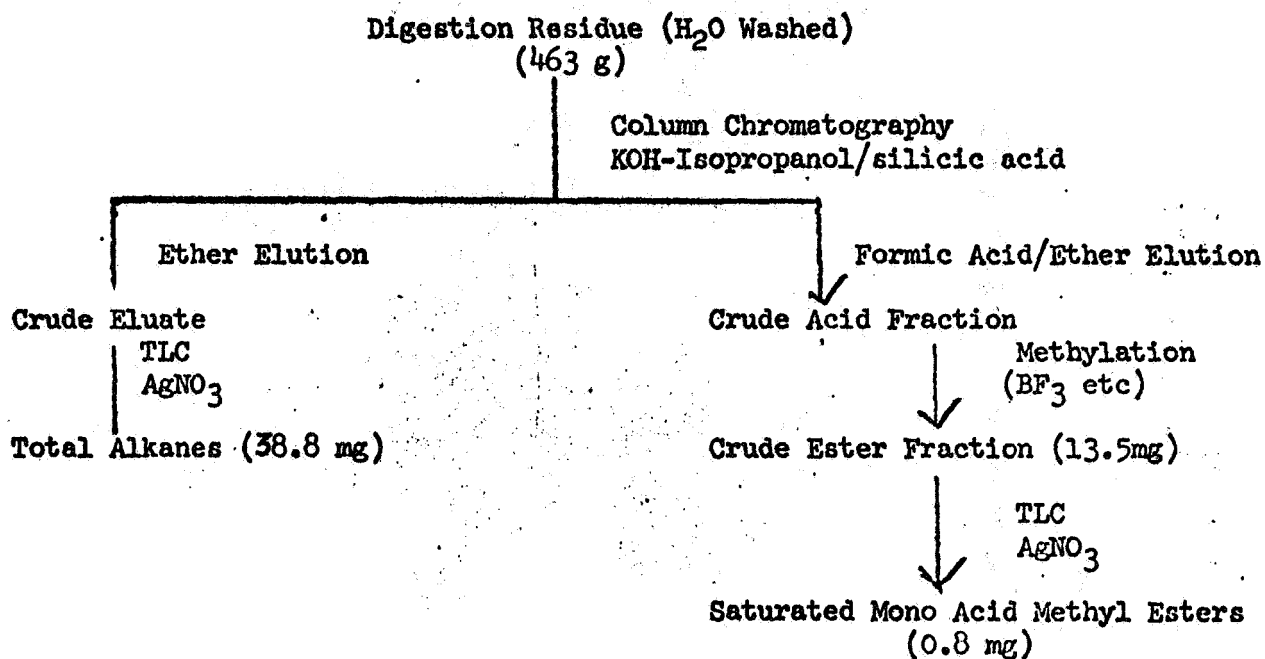 Digestion Residue (H₂O Washed)
(463 g)
Column Chromatography
KOH-Isopropanol/silicic acid
Ether Elution
Formic Acid/Ether Elution
Crude Eluate
TLC
AgNO₃
Total Alkanes (38.8 mg)
Crude Acid Fraction
Methylation
(BF₃ etc)
Crude Ester Fraction (13.5mg)
TLC
AgNO₃
Saturated Mono Acid Methyl Esters
(0.8 mg)